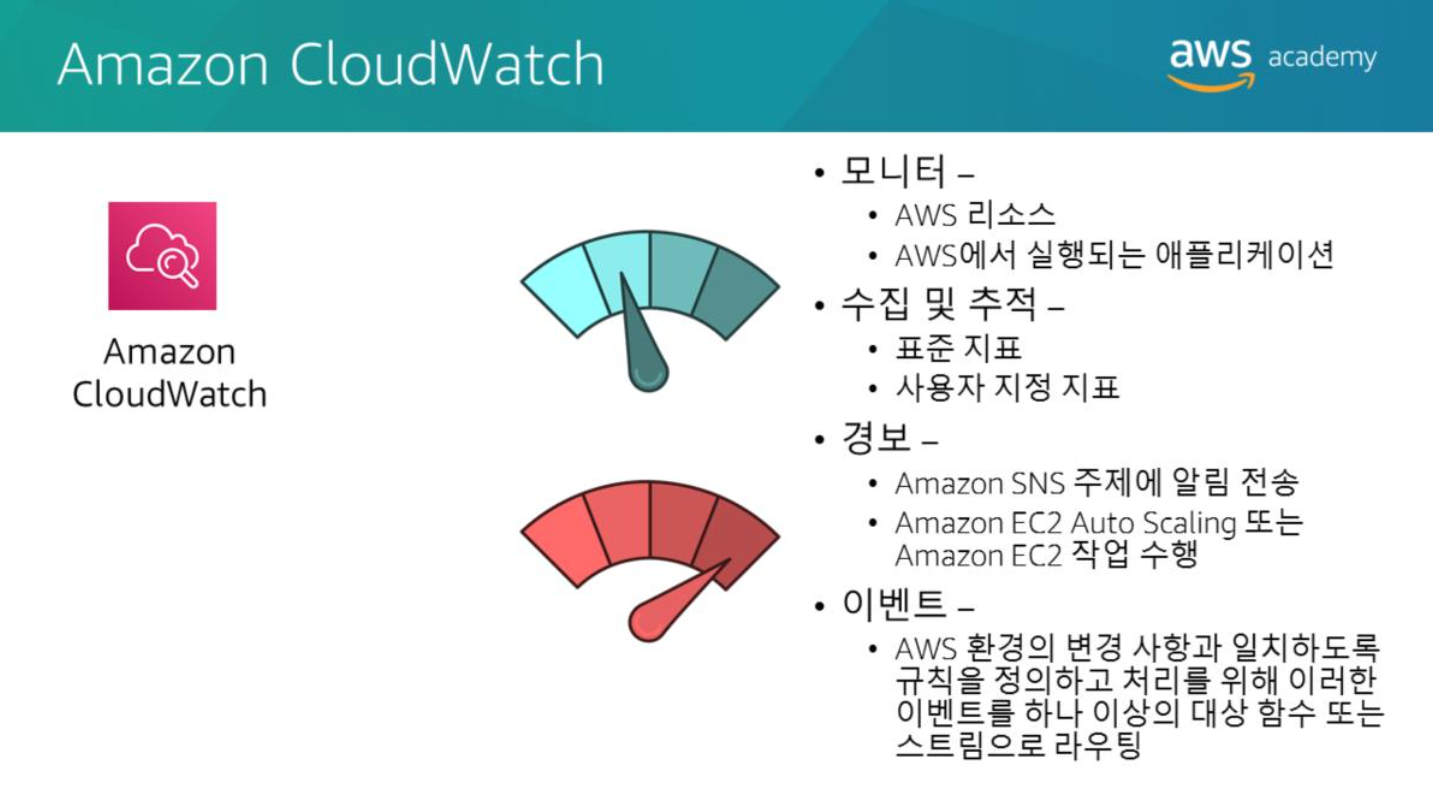 Amazon CloudWatch
aws academy
Amazon
CloudWatch
• 모니터 –
• AWS 리소스
• AWS에서 실행되는 애플리케이션
• 수집 및 추적 –
• 표준 지표
• 사용자 지정 지표
• 경보 –
• Amazon SNS 주제에 알림 전송
• Amazon EC2 Auto Scaling 또는
Amazon EC2 작업 수행
• 이벤트 –
• AWS 환경의 변경 사항과 일치하도록
규칙을 정의하고 처리를 위해 이러한
이벤트를 하나 이상의 대상 함수 또는
스트림으로 라우팅